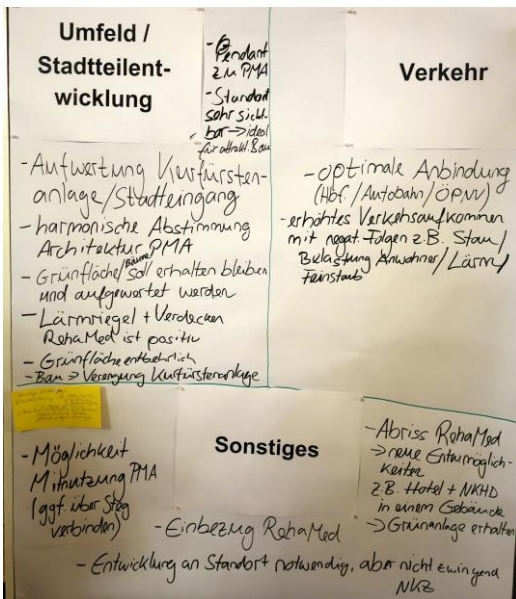 Umfeld /
Stadtteilent-
wicklung
- Pendant
zu PMA
- Standort
sehr sicht-
bar → ideal
für attrakt. Bau
- Aufwertung Kurfürsten-
anlage/Stadteingang
- harmonische Abstimmung
Architektur PMA
- Grünfläche/Bäume soll erhalten bleiben
und aufgewertet werden
- Lärmriegel + Verdecken
RehaMed ist positiv
- Grünfläche entbehrlich
- Bau → Verengung Kurfürstenanlage
Verkehr
- optimale Anbindung
(Hbf./Autobahn/ÖPNV)
- erhöhtes Verkehrsaufkommen
mit negat. Folgen z.B. Stau/
Belastung Anwohner/Lärm/
Feinstaub
- Möglichkeit
Mitnutzung PMA
(ggf. über Steg
verbinden)
Sonstiges
- Abriss RehaMed
→ neue
keiten
z.B. Hotel + NKHD
in einem Gebäude
→ Grünanlage erhalten
- Einbezug RehaMed
- Entwicklung an Standort notwendig, aber nicht zwingend
NKZ